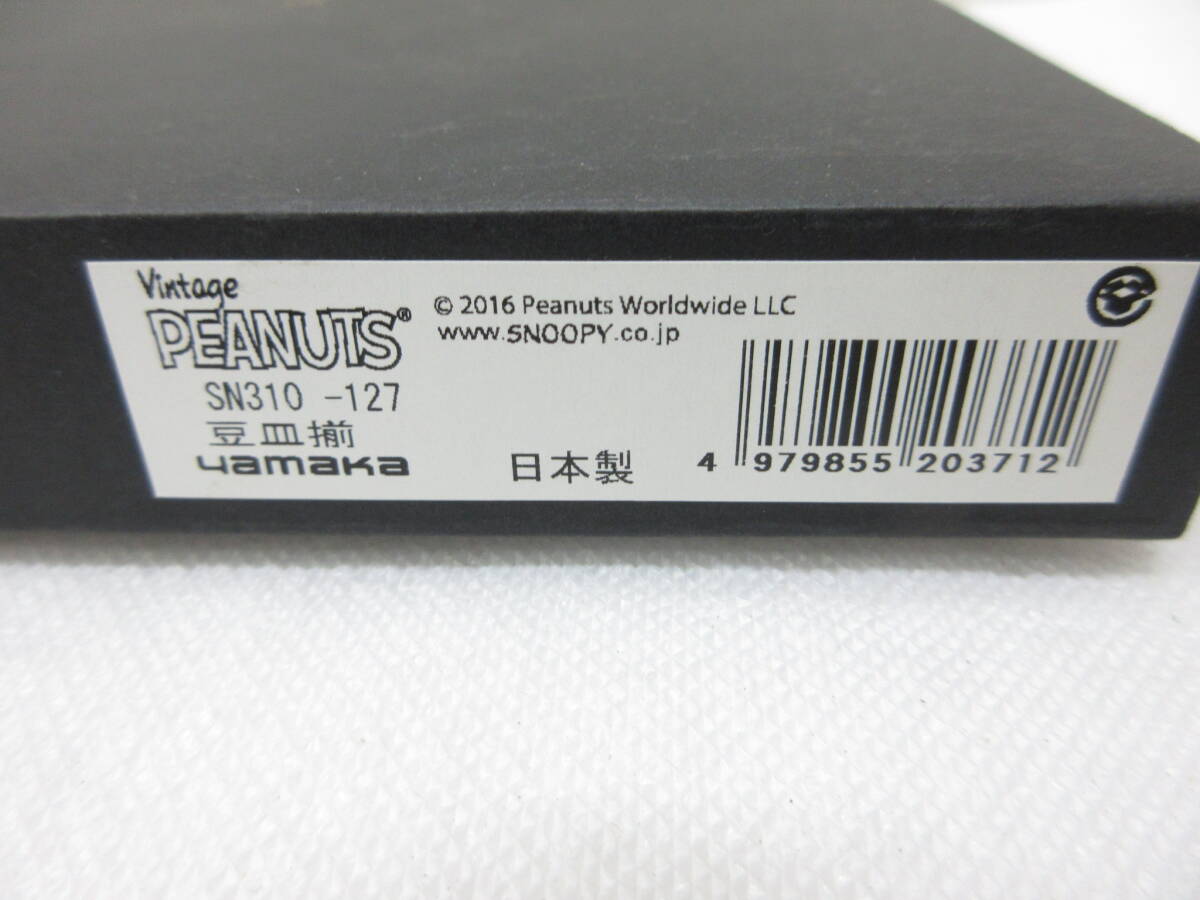 Vintage
PEANUTS®
SN310 -127
豆皿揃
yamaka
© 2016 Peanuts Worldwide LLC
www.SNOOPY.co.jp
日本製
4 979855 203712